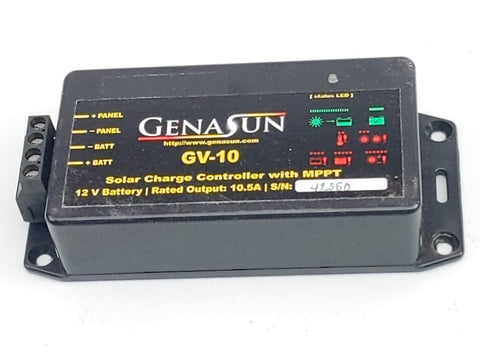 [ status LED ]
+ PANEL
– PANEL
– BATT
+ BATT
GENASUN
http://www.genasun.com
GV-10
Solar Charge Controller with MPPT
12 V Battery | Rated Output: 10.5A | S/N: